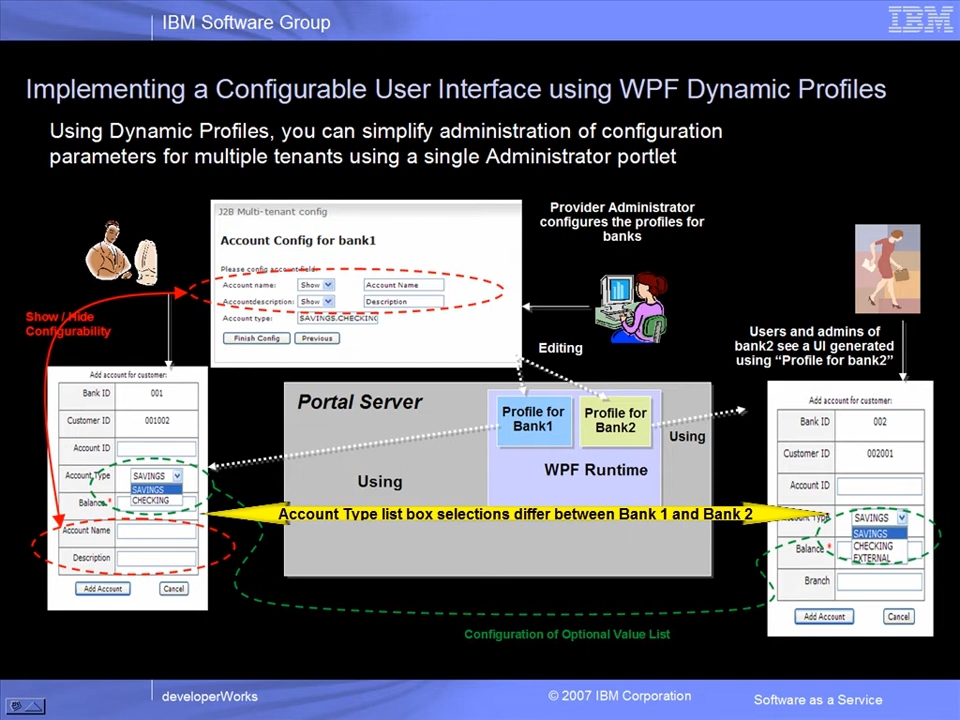 IBM Software Group
IBM
Implementing a Configurable User Interface using WPF Dynamic Profiles
Using Dynamic Profiles, you can simplify administration of configuration
parameters for multiple tenants using a single Administrator portlet
J2B Multi-tenant config
Account Config for bank1
Please config account field:
Account name: Show Account Name
Accountdescription: Show Description
Account type: SAVINGS,CHECKING
Finish Config Previous
Provider Administrator
configures the profiles for
banks
Editing
Users and admins of
bank2 see a UI generated
using “Profile for bank2”
Show / Hide
Configurability
Add account for customer:
Bank ID 001
Customer ID 001002
Account ID
Account Type SAVINGS
SAVINGS
CHECKING
Balance *
Account Name
Description
Add Account Cancel
Portal Server
Profile for
Bank1
Profile for
Bank2
WPF Runtime
Using
Using
Account Type list box selections differ between Bank 1 and Bank 2
Add account for customer:
Bank ID 002
Customer ID 002001
Account ID
Account Type SAVINGS
SAVINGS
CHECKING
EXTERNAL
Balance *
Branch
Add Account Cancel
Configuration of Optional Value List
developerWorks
© 2007 IBM Corporation
Software as a Service